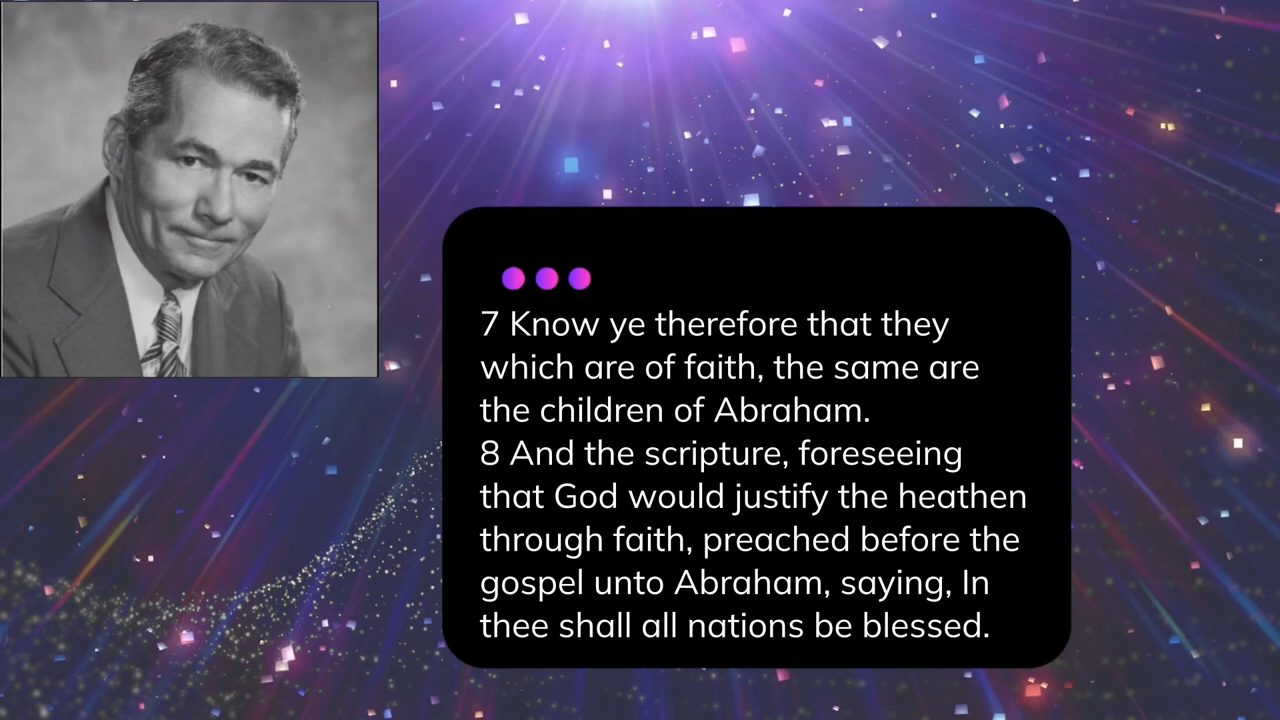 7 Know ye therefore that they
which are of faith, the same are
the children of Abraham.
8 And the scripture, foreseeing
that God would justify the heathen
through faith, preached before the
gospel unto Abraham, saying, In
thee shall all nations be blessed.